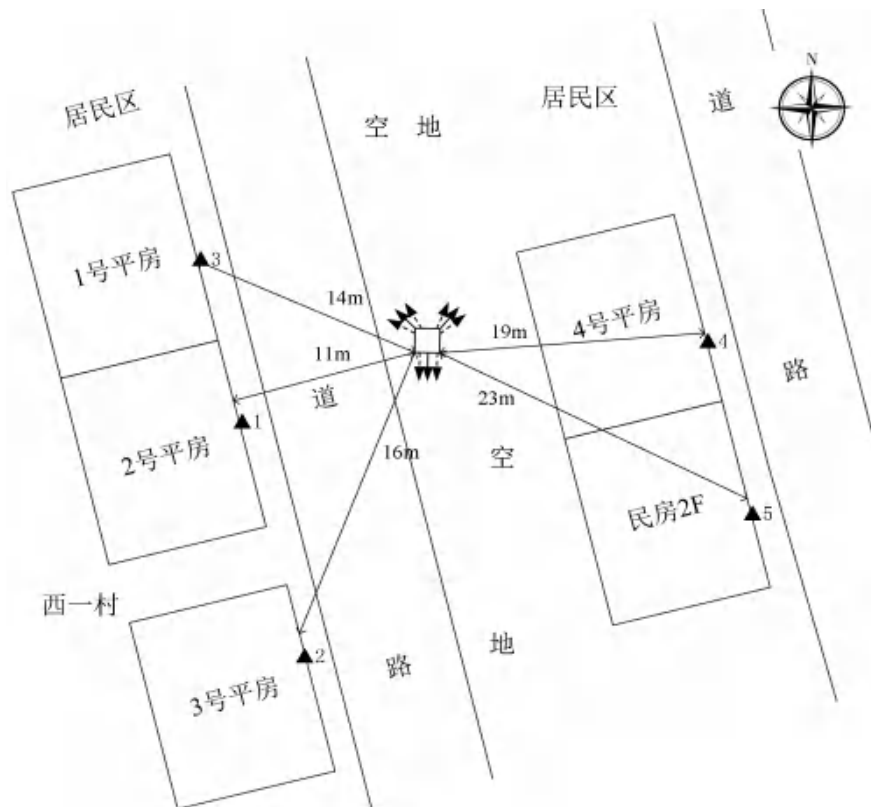 N
居民区
居民区
道
空 地
1号平房
3
14m
19m
4号平房
4
11m
道
路
23m
1
2号平房
16m
空
民房2F
5
西一村
2
路
地
3号平房